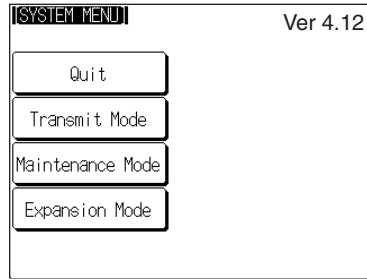 [SYSTEM MENU]
Ver 4.12
Quit
Transmit Mode
Maintenance Mode
Expansion Mode